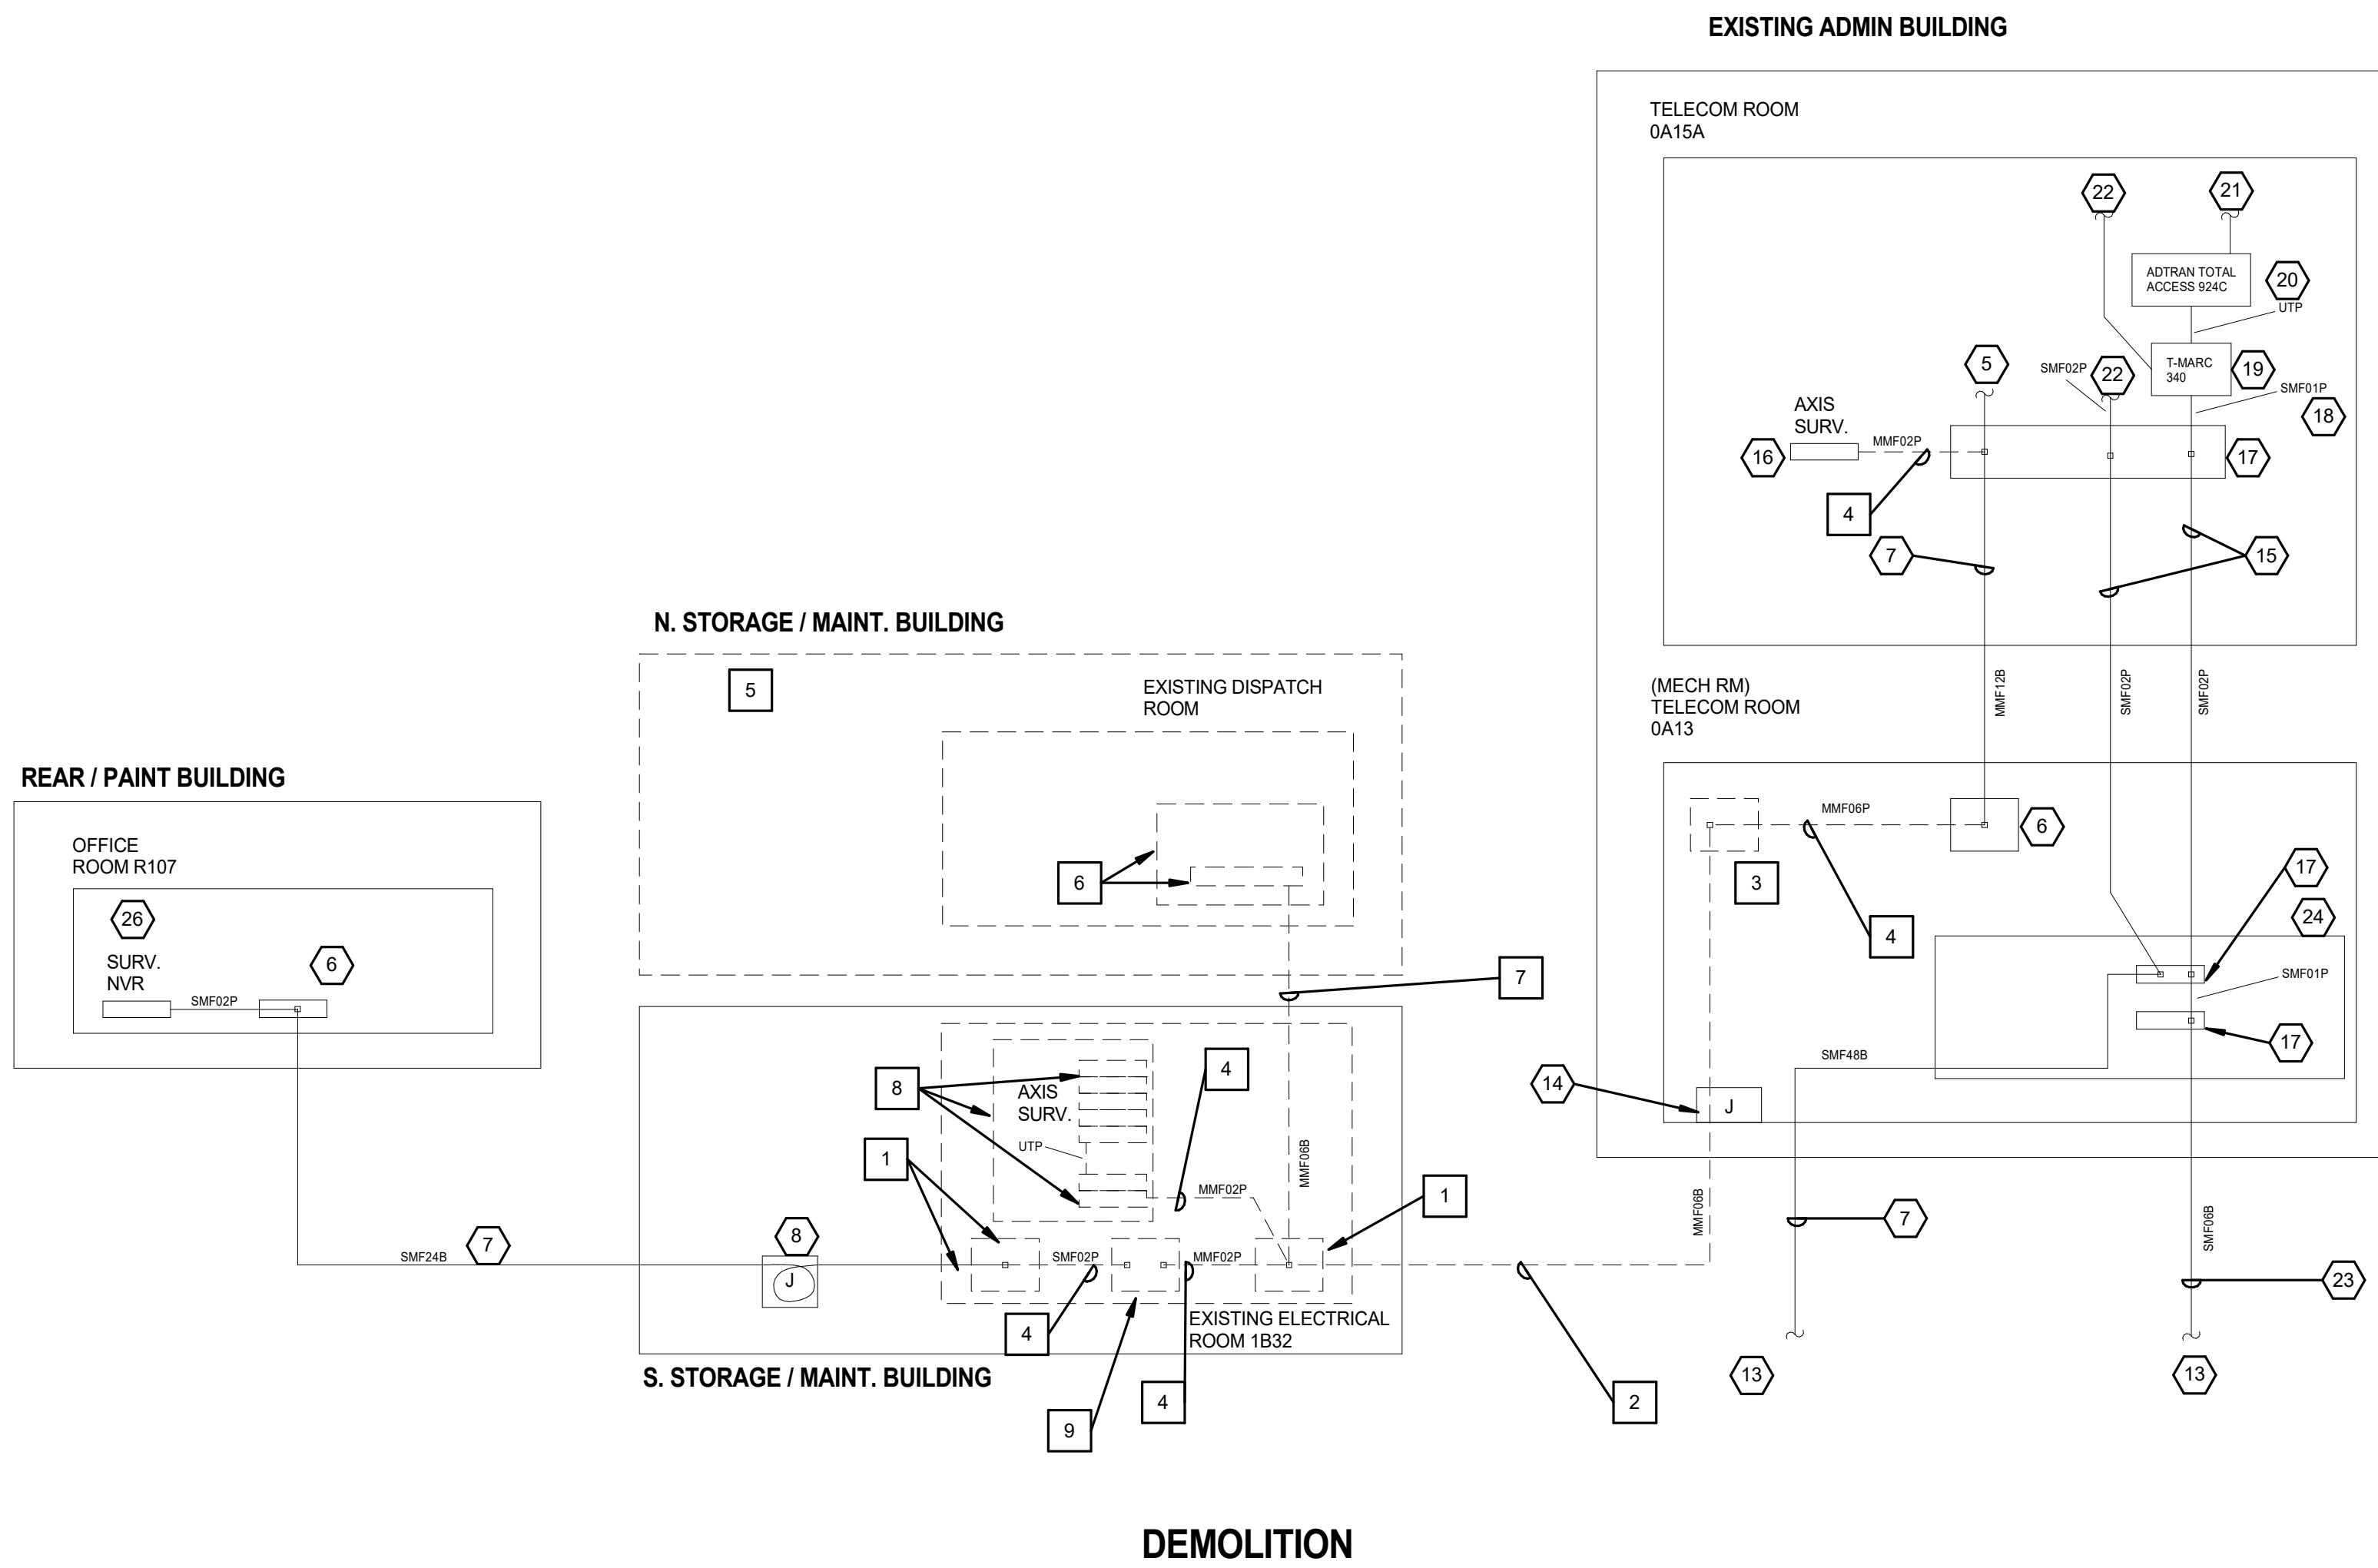 EXISTING ADMIN BUILDING
TELECOM ROOM
0A15A
22
21
ADTRAN TOTAL
ACCESS 924C
20
UTP
5
SMF02P
22
T-MARC
340
19
SMF01P
18
AXIS
SURV.
16
MMF02P
17
4
7
15
MMF12B
SMF02P
SMF02P
(MECH RM)
TELECOM ROOM
0A13
MMF06P
6
3
4
17
24
SMF01P
17
SMF48B
14
J
MMF06B
7
SMF06B
23
13
13
N. STORAGE / MAINT. BUILDING
5
EXISTING DISPATCH
ROOM
6
7
REAR / PAINT BUILDING
OFFICE
ROOM R107
26
6
SURV.
NVR
SMF02P
8
AXIS
SURV.
4
UTP
1
MMF06B
MMF02P
1
SMF24B
7
8
J
SMF02P
MMF02P
4
EXISTING ELECTRICAL
ROOM 1B32
S. STORAGE / MAINT. BUILDING
9
4
2
DEMOLITION